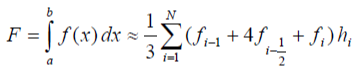 F = ∫_a^b f(x) dx ≈ 1/3 ∑_{i=1}^{N} (f_{i-1} + 4f_{i-1/2} + f_i) h_i